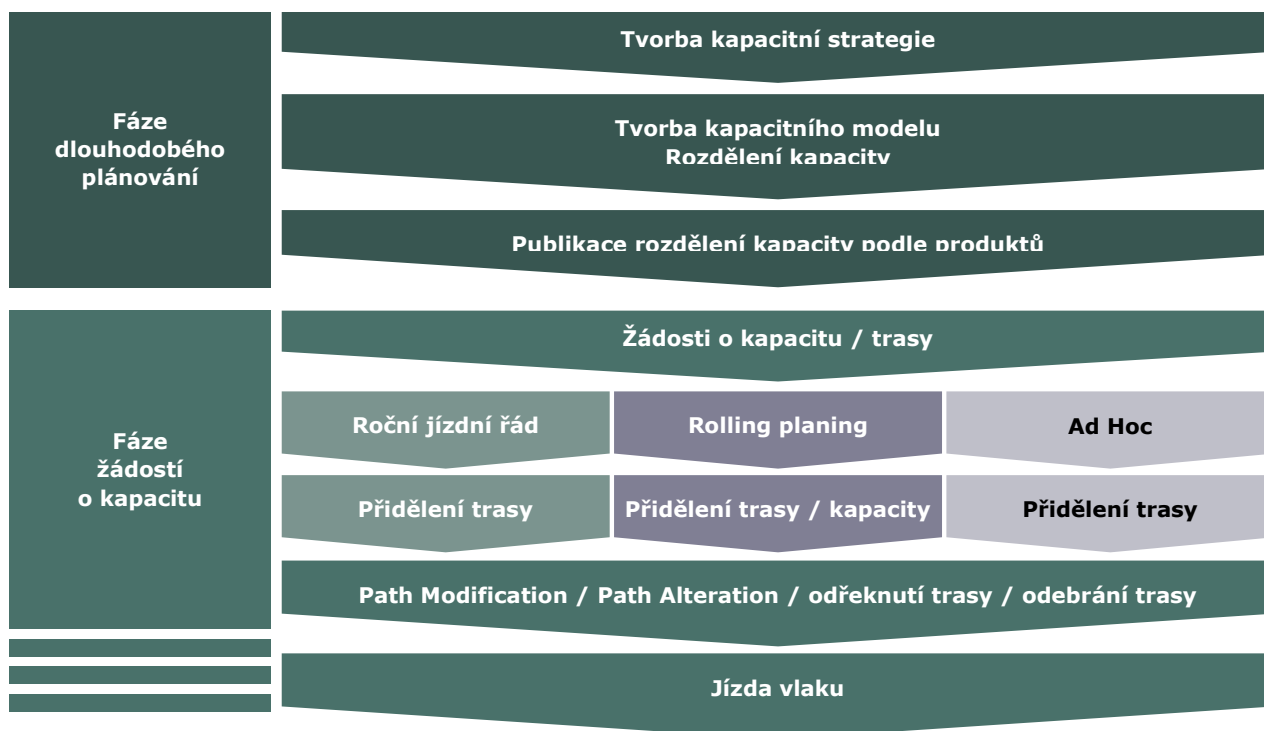 Fáze
dlouhodobého
plánování
Tvorba kapacitní strategie
Tvorba kapacitního modelu
Rozdělení kapacity
Publikace rozdělení kapacity podle produktů
Fáze
žádostí
o kapacitu
Žádosti o kapacitu / trasy
Roční jízdní řád
Rolling planing
Ad Hoc
Přidělení trasy
Přidělení trasy / kapacity
Přidělení trasy
Path Modification / Path Alteration / odřeknutí trasy / odebrání trasy
Jízda vlaku